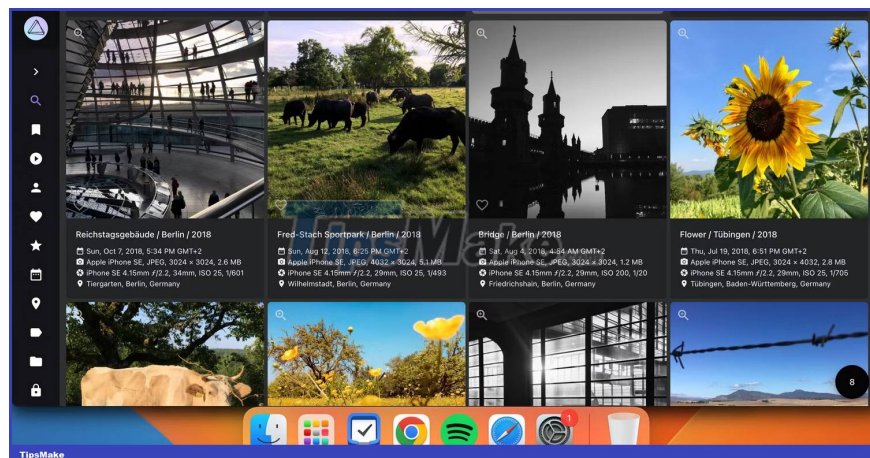 Reichstagsgebäude / Berlin / 2018
Sun, Oct 7, 2018, 5:34 PM GMT+2
Apple iPhone SE, JPEG, 3024 × 3024, 2.6 MB
iPhone SE 4.15mm ƒ/2.2, 34mm, ISO 25, 1/601
Tiergarten, Berlin, Germany
Fred-Stach Sportpark / Berlin / 2018
Sun, Aug 12, 2018, 6:25 PM GMT+2
Apple iPhone SE, JPEG, 4032 × 3024, 5.1 MB
iPhone SE 4.15mm ƒ/2.2, 29mm, ISO 25, 1/493
Wilhelmstadt, Berlin, Germany
Bridge / Berlin / 2018
Sat, Aug 4, 2018, 4:54 AM GMT+2
Apple iPhone SE, JPEG, 3024 × 3024, 1.2 MB
iPhone SE 4.15mm ƒ/2.2, 29mm, ISO 200, 1/20
Friedrichshain, Berlin, Germany
Flower / Tübingen / 2018
Thu, Jul 19, 2018, 6:51 PM GMT+2
Apple iPhone SE, JPEG, 3024 × 4032, 2.8 MB
iPhone SE 4.15mm ƒ/2.2, 29mm, ISO 25, 1/705
Tübingen, Baden-Württemberg, Germany
TipsMake.com
8
1
TipsMake